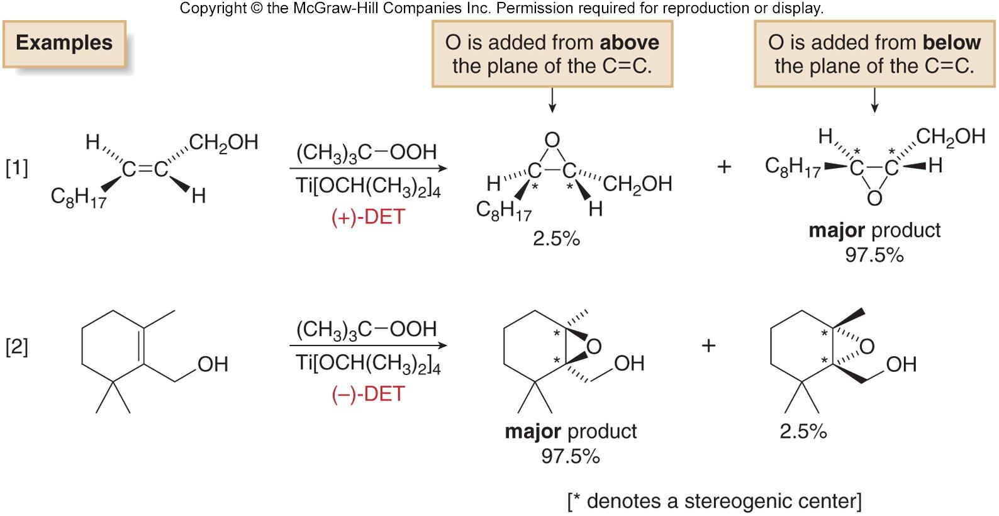 Copyright © the McGraw-Hill Companies Inc. Permission required for reproduction or display.
Examples
O is added from above
the plane of the C=C.
O is added from below
the plane of the C=C.
[1]
H
CH₂OH
C=C
C₈H₁₇
H
(CH₃)₃C–OOH
Ti[OCH(CH₃)₂]₄
(+)-DET
O
H
C–C
*
*
CH₂OH
C₈H₁₇
H
2.5%
+
H
CH₂OH
*
*
C₈H₁₇
C–C
H
O
major product
97.5%
[2]
OH
(CH₃)₃C–OOH
Ti[OCH(CH₃)₂]₄
(–)-DET
*
O
*
OH
major product
97.5%
+
*
O
*
OH
2.5%
[* denotes a stereogenic center]